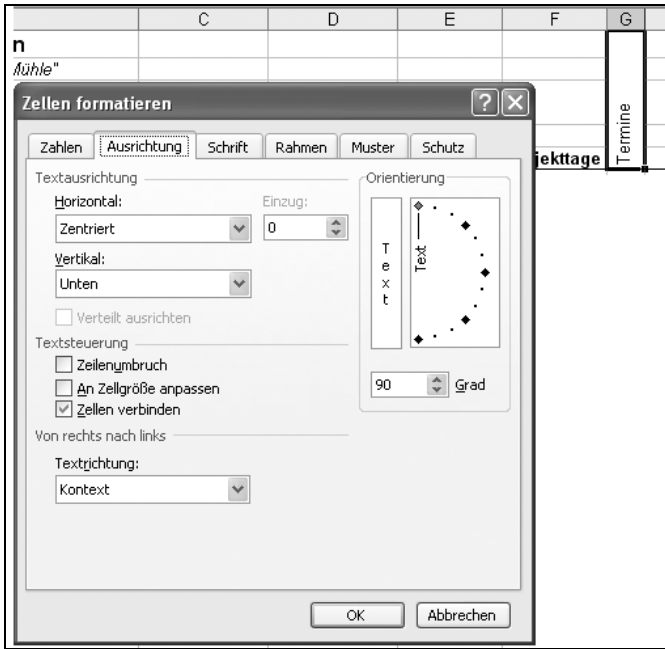 C D E F G
n
Mühle"
Zellen formatieren
Zahlen Ausrichtung Schrift Rahmen Muster Schutz
jekttage
Termine
Textausrichtung
Horizontal: Einzug:
Zentriert 0
Vertikal:
Unten
Verteilt ausrichten
Textsteuerung
Zeilenumbruch
An Zellgröße anpassen
Zellen verbinden
Von rechts nach links
Textrichtung:
Kontext
Orientierung
Text
Text
90 Grad
OK Abbrechen